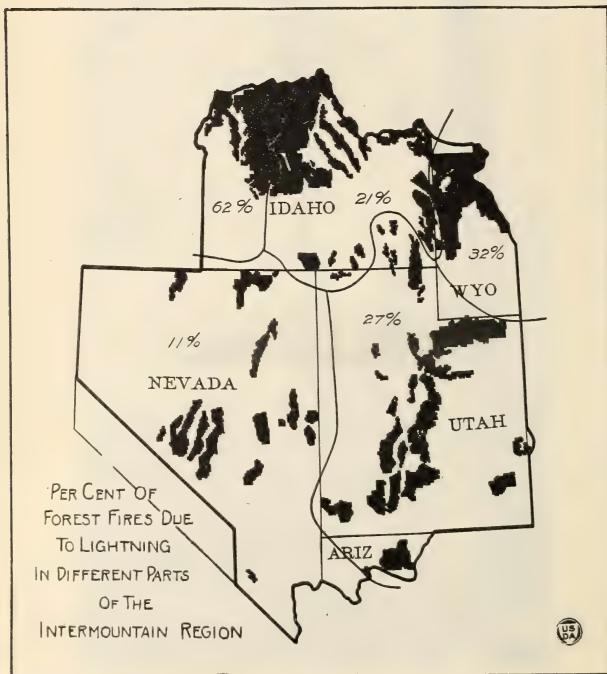 62% IDAHO 21%
32%
WYO
11%
27%
NEVADA
UTAH
PER CENT OF
FOREST FIRES DUE
TO LIGHTNING
IN DIFFERENT PARTS
OF THE
INTERMOUNTAIN REGION
ARIZ
US
DA